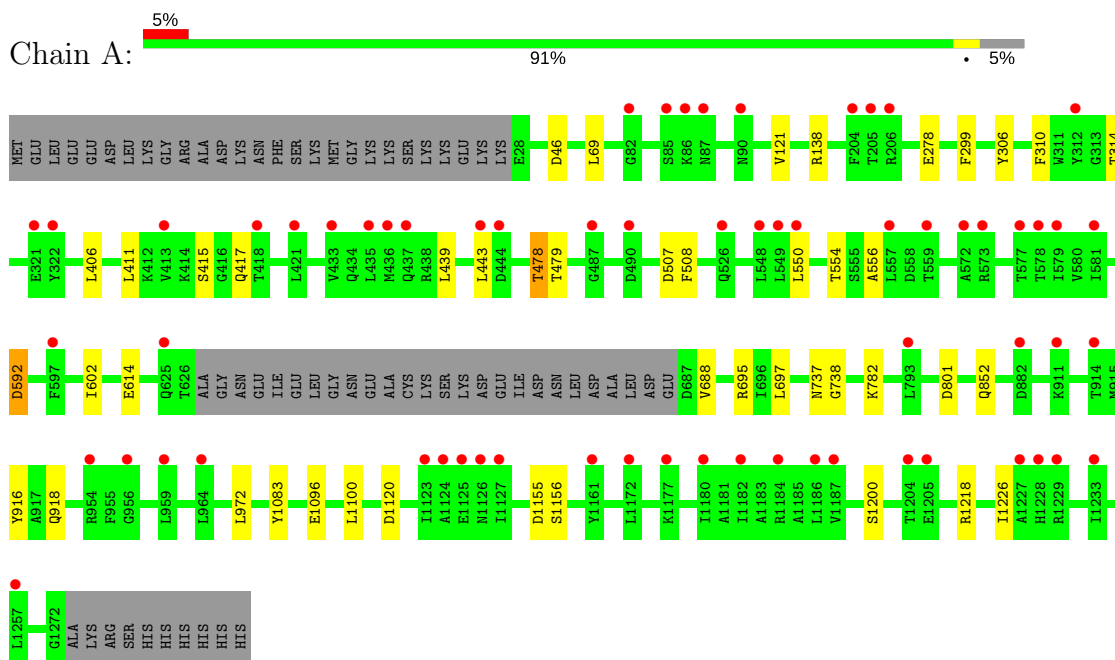 5%
Chain A:
91% • 5%
MET GLU LEU GLU GLU ASP LEU LYS GLY ARG ALA ASP LYS ASN PHE SER LYS MET GLY LYS LYS SER LYS LYS GLU LYS LYS E28 D46 L69 G82 S85 K86 N87 N90 V121 R138 F204 T205 R206 E278 F299 Y306 F310 W311 Y312 G313 T314
E321 Y322 L406 L411 K412 V413 K414 S415 G416 Q417 T418 L421 V433 Q434 L435 M436 Q437 R438 L439 L443 D444 T478 T479 G487 D490 D507 F508 Q526 L548 L549 L550 T554 S555 A556 L557 D558 T559 A572 R573 T577 T578 I579 V580 I581
D592 F597 I602 E614 Q625 T626 ALA GLY ASN GLU ILE GLU LEU GLY ASN GLU ALA CYS LYS SER LYS ASP GLU ILE ASP ASN LEU ASP ALA LEU ASP GLU D687 V688 R695 I696 L697 N737 G738 K782 L793 D801 Q852 D882 K911 T914 M915
Y916 A917 Q918 R954 F955 G956 L959 L964 L972 Y1083 E1096 L1100 D1120 I1123 A1124 E1125 N1126 I1127 D1155 S1156 Y1161 L1172 K1177 I1180 A1181 I1182 A1183 R1184 A1185 L1186 V1187 S1200 T1204 E1205 R1218 I1226 A1227 H1228 R1229 I1233
L1257 G1272 ALA LYS ARG SER HIS HIS HIS HIS HIS HIS